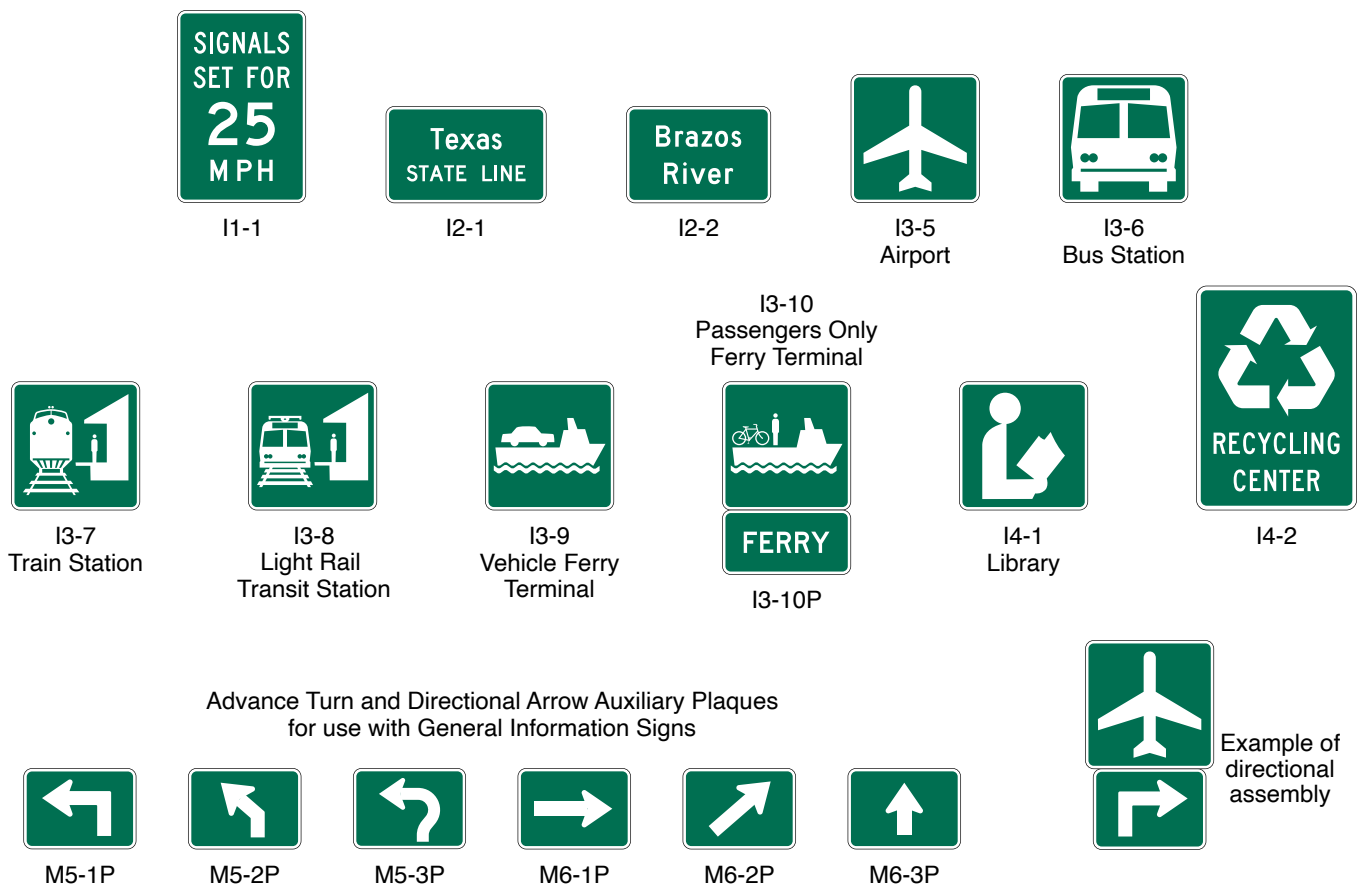 SIGNALS
SET FOR
25
MPH
I1-1
Texas
STATE LINE
I2-1
Brazos
River
I2-2
I3-5
Airport
I3-6
Bus Station
I3-7
Train Station
I3-8
Light Rail
Transit Station
I3-9
Vehicle Ferry
Terminal
I3-10
Passengers Only
Ferry Terminal
FERRY
I3-10P
I4-1
Library
RECYCLING
CENTER
I4-2
Advance Turn and Directional Arrow Auxiliary Plaques
for use with General Information Signs
M5-1P
M5-2P
M5-3P
M6-1P
M6-2P
M6-3P
Example of
directional
assembly